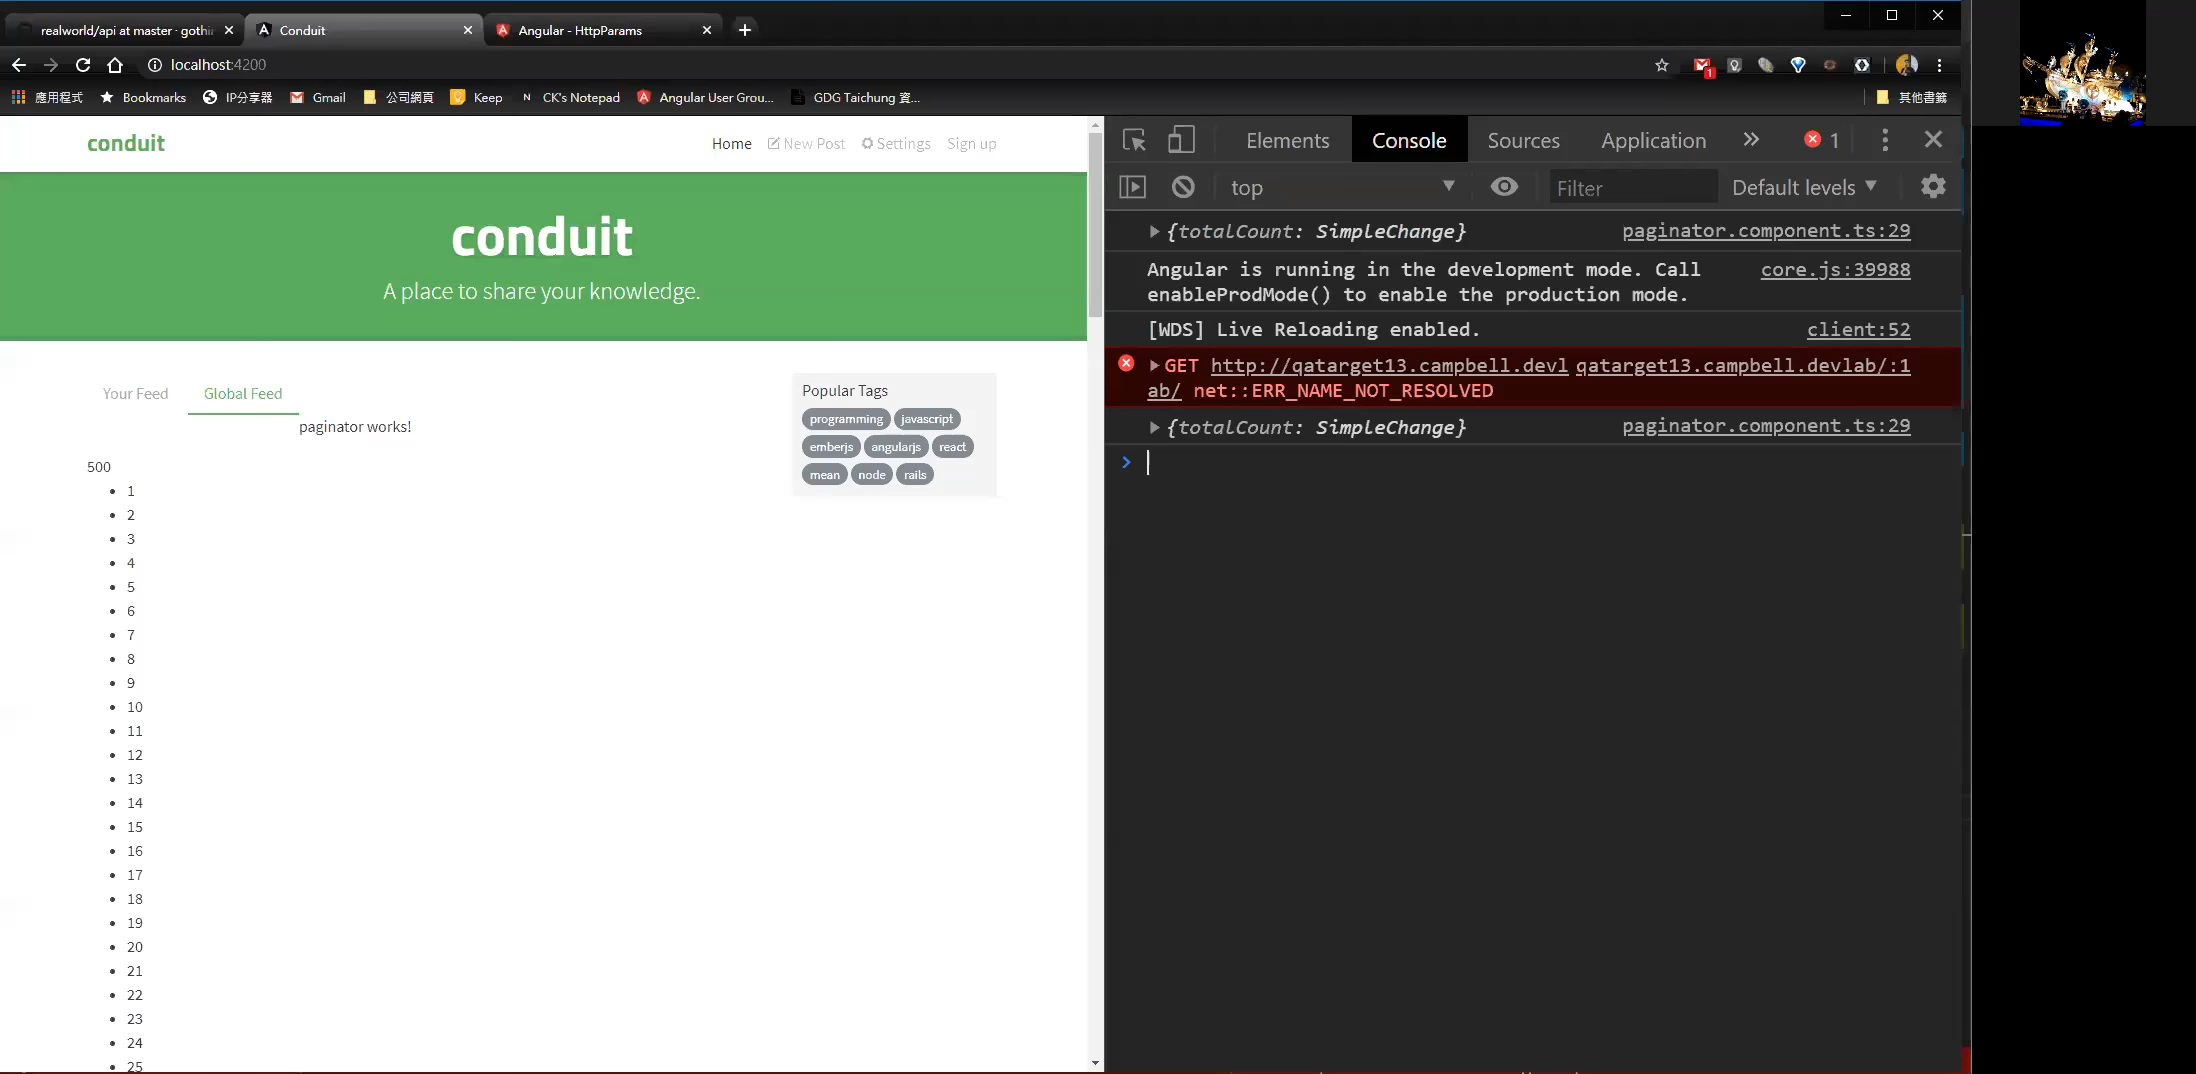 realworld/api at master · gothi
Conduit
Angular - HttpParams
localhost:4200
1
應用程式
Bookmarks
IP分享器
Gmail
公司網頁
Keep
CK's Notepad
Angular User Grou...
GDG Taichung 資...
其他書籤
conduit
Home
New Post
Settings
Sign up
conduit
A place to share your knowledge.
Your Feed
Global Feed
paginator works!
500
1
2
3
4
5
6
7
8
9
10
11
12
13
14
15
16
17
18
19
20
21
22
23
24
25
Popular Tags
programming
javascript
emberjs
angularjs
react
mean
node
rails
Elements
Console
Sources
Application
1
top
Filter
Default levels
{totalCount: SimpleChange}
paginator.component.ts:29
Angular is running in the development mode. Call
core.js:39988
enableProdMode() to enable the production mode.
[WDS] Live Reloading enabled.
client:52
GET http://qatarget13.campbell.devl
qatarget13.campbell.devlab/:1
ab/ net::ERR_NAME_NOT_RESOLVED
{totalCount: SimpleChange}
paginator.component.ts:29